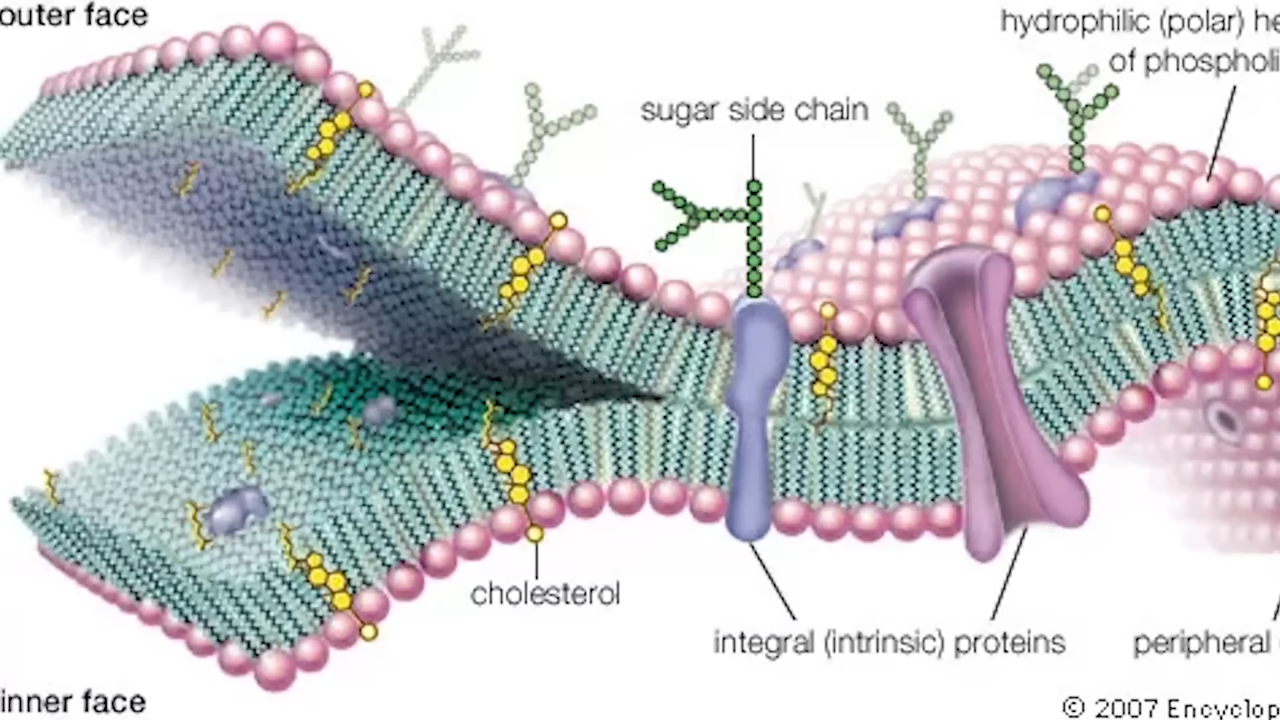 outer face
hydrophilic (polar) he
of phospholi
sugar side chain
cholesterol
integral (intrinsic) proteins
peripheral
inner face
© 2007 Encyclop